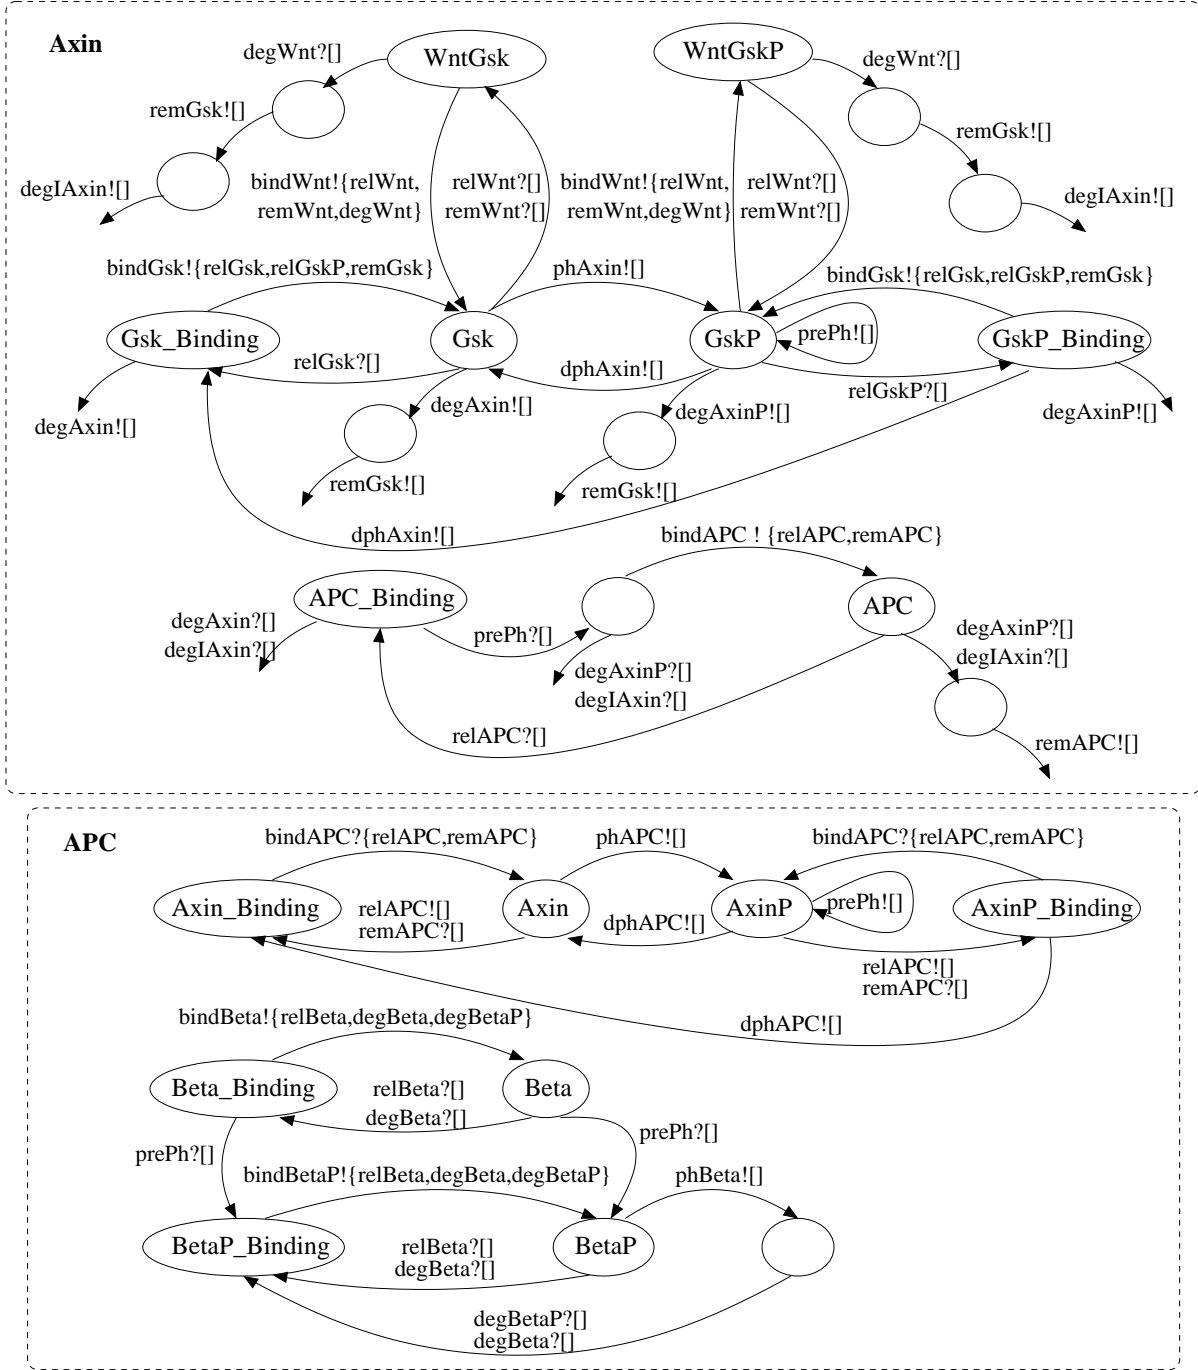 Axin
degWnt?[]
WntGsk
WntGskP
degWnt?[]
remGsk![]
remGsk![]
degIAxin![]
bindWnt!{relWnt,
remWnt,degWnt}
relWnt?[]
remWnt?[]
bindWnt!{relWnt,
remWnt,degWnt}
relWnt?[]
remWnt?[]
degIAxin![]
bindGsk!{relGsk,relGskP,remGsk}
phAxin![]
bindGsk!{relGsk,relGskP,remGsk}
Gsk_Binding
Gsk
GskP
prePh![]
GskP_Binding
relGsk?[]
dphAxin![]
relGskP?[]
degAxin![]
degAxin![]
degAxinP![]
degAxinP![]
remGsk![]
remGsk![]
dphAxin![]
bindAPC ! {relAPC,remAPC}
APC_Binding
APC
degAxin?[]
degIAxin?[]
prePh?[]
degAxinP?[]
degIAxin?[]
degAxinP?[]
degIAxin?[]
relAPC?[]
remAPC![]
APC
bindAPC?{relAPC,remAPC}
phAPC![]
bindAPC?{relAPC,remAPC}
Axin_Binding
relAPC![]
remAPC?[]
Axin
dphAPC![]
AxinP
prePh![]
AxinP_Binding
relAPC![]
remAPC?[]
dphAPC![]
bindBeta!{relBeta,degBeta,degBetaP}
Beta_Binding
relBeta?[]
degBeta?[]
Beta
prePh?[]
prePh?[]
bindBetaP!{relBeta,degBeta,degBetaP}
phBeta![]
BetaP_Binding
relBeta?[]
degBeta?[]
BetaP
degBetaP?[]
degBeta?[]